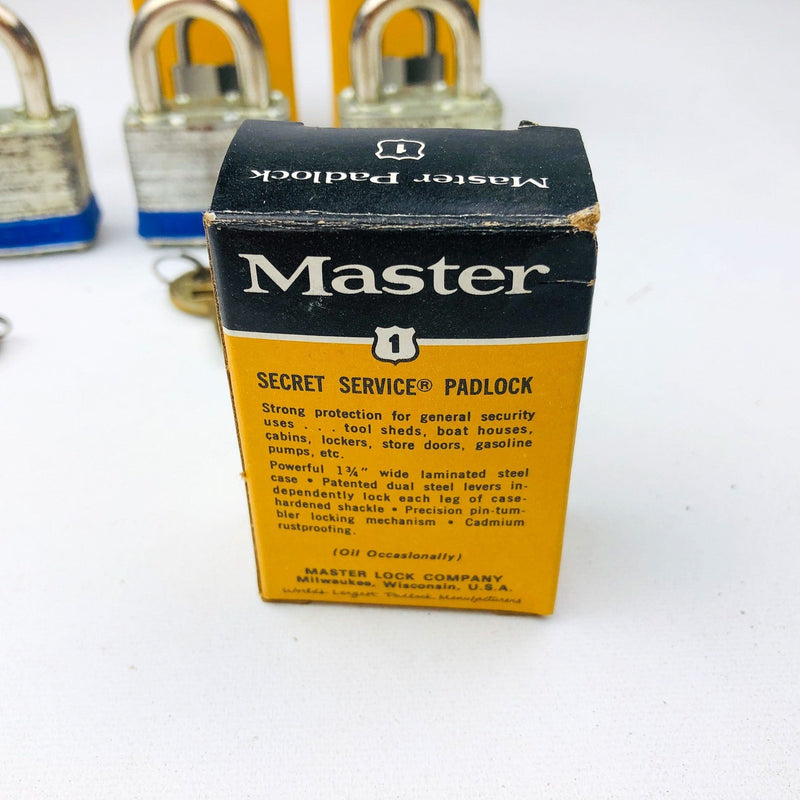 1
Master Padlock
Master
1
SECRET SERVICE® PADLOCK
Strong protection for general security
uses . . . tool sheds, boat houses,
cabins, lockers, store doors, gasoline
pumps, etc.
Powerful 1¾" wide laminated steel
case • Patented dual steel levers in-
dependently lock each leg of case-
hardened shackle • Precision pin-tum-
bler locking mechanism • Cadmium
rustproofing.
(Oil Occasionally)
MASTER LOCK COMPANY
Milwaukee, Wisconsin, U.S.A.
Worlds Largest Padlock Manufacturers